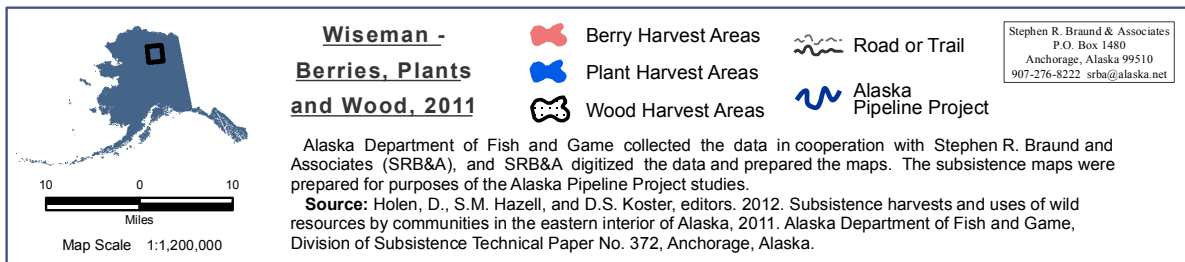 Wiseman -
Berries, Plants
and Wood, 2011
Berry Harvest Areas
Plant Harvest Areas
Wood Harvest Areas
Road or Trail
Alaska
Pipeline Project
Stephen R. Braund & Associates
P.O. Box 1480
Anchorage, Alaska 99510
907-276-8222 srba@alaska.net
10 0 10
Miles
Map Scale 1:1,200,000
Alaska Department of Fish and Game collected the data in cooperation with Stephen R. Braund and
Associates (SRB&A), and SRB&A digitized the data and prepared the maps. The subsistence maps were
prepared for purposes of the Alaska Pipeline Project studies.
Source: Holen, D., S.M. Hazell, and D.S. Koster, editors. 2012. Subsistence harvests and uses of wild
resources by communities in the eastern interior of Alaska, 2011. Alaska Department of Fish and Game,
Division of Subsistence Technical Paper No. 372, Anchorage, Alaska.